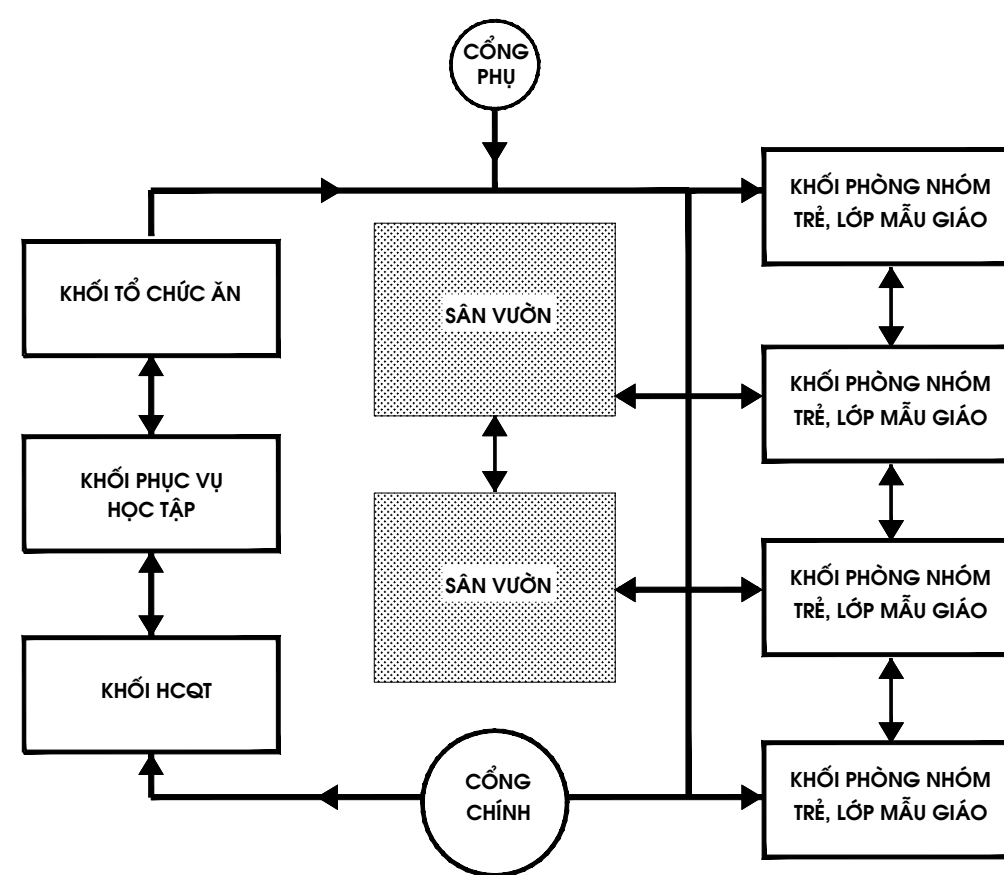 CỔNG
PHỤ
KHỐI PHÒNG NHÓM
TRẺ, LỚP MẪU GIÁO
KHỐI TỔ CHỨC ĂN
SÂN VƯỜN
KHỐI PHÒNG NHÓM
TRẺ, LỚP MẪU GIÁO
KHỐI PHỤC VỤ
HỌC TẬP
SÂN VƯỜN
KHỐI PHÒNG NHÓM
TRẺ, LỚP MẪU GIÁO
KHỐI HCQT
CỔNG
CHÍNH
KHỐI PHÒNG NHÓM
TRẺ, LỚP MẪU GIÁO